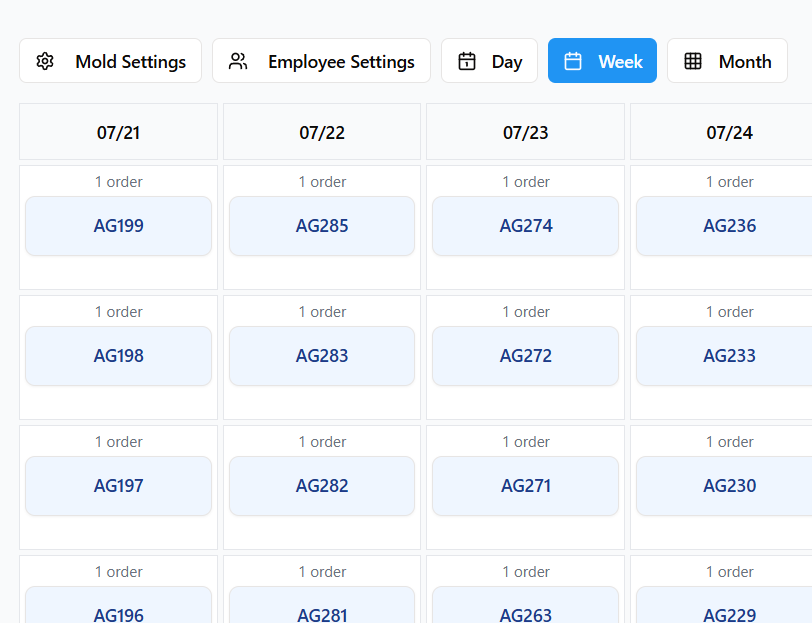 Mold Settings Employee Settings Day Week Month
07/21 07/22 07/23 07/24
1 order 1 order 1 order 1 order
AG199 AG285 AG274 AG236
1 order 1 order 1 order 1 order
AG198 AG283 AG272 AG233
1 order 1 order 1 order 1 order
AG197 AG282 AG271 AG230
1 order 1 order 1 order 1 order
AG196 AG281 AG263 AG229